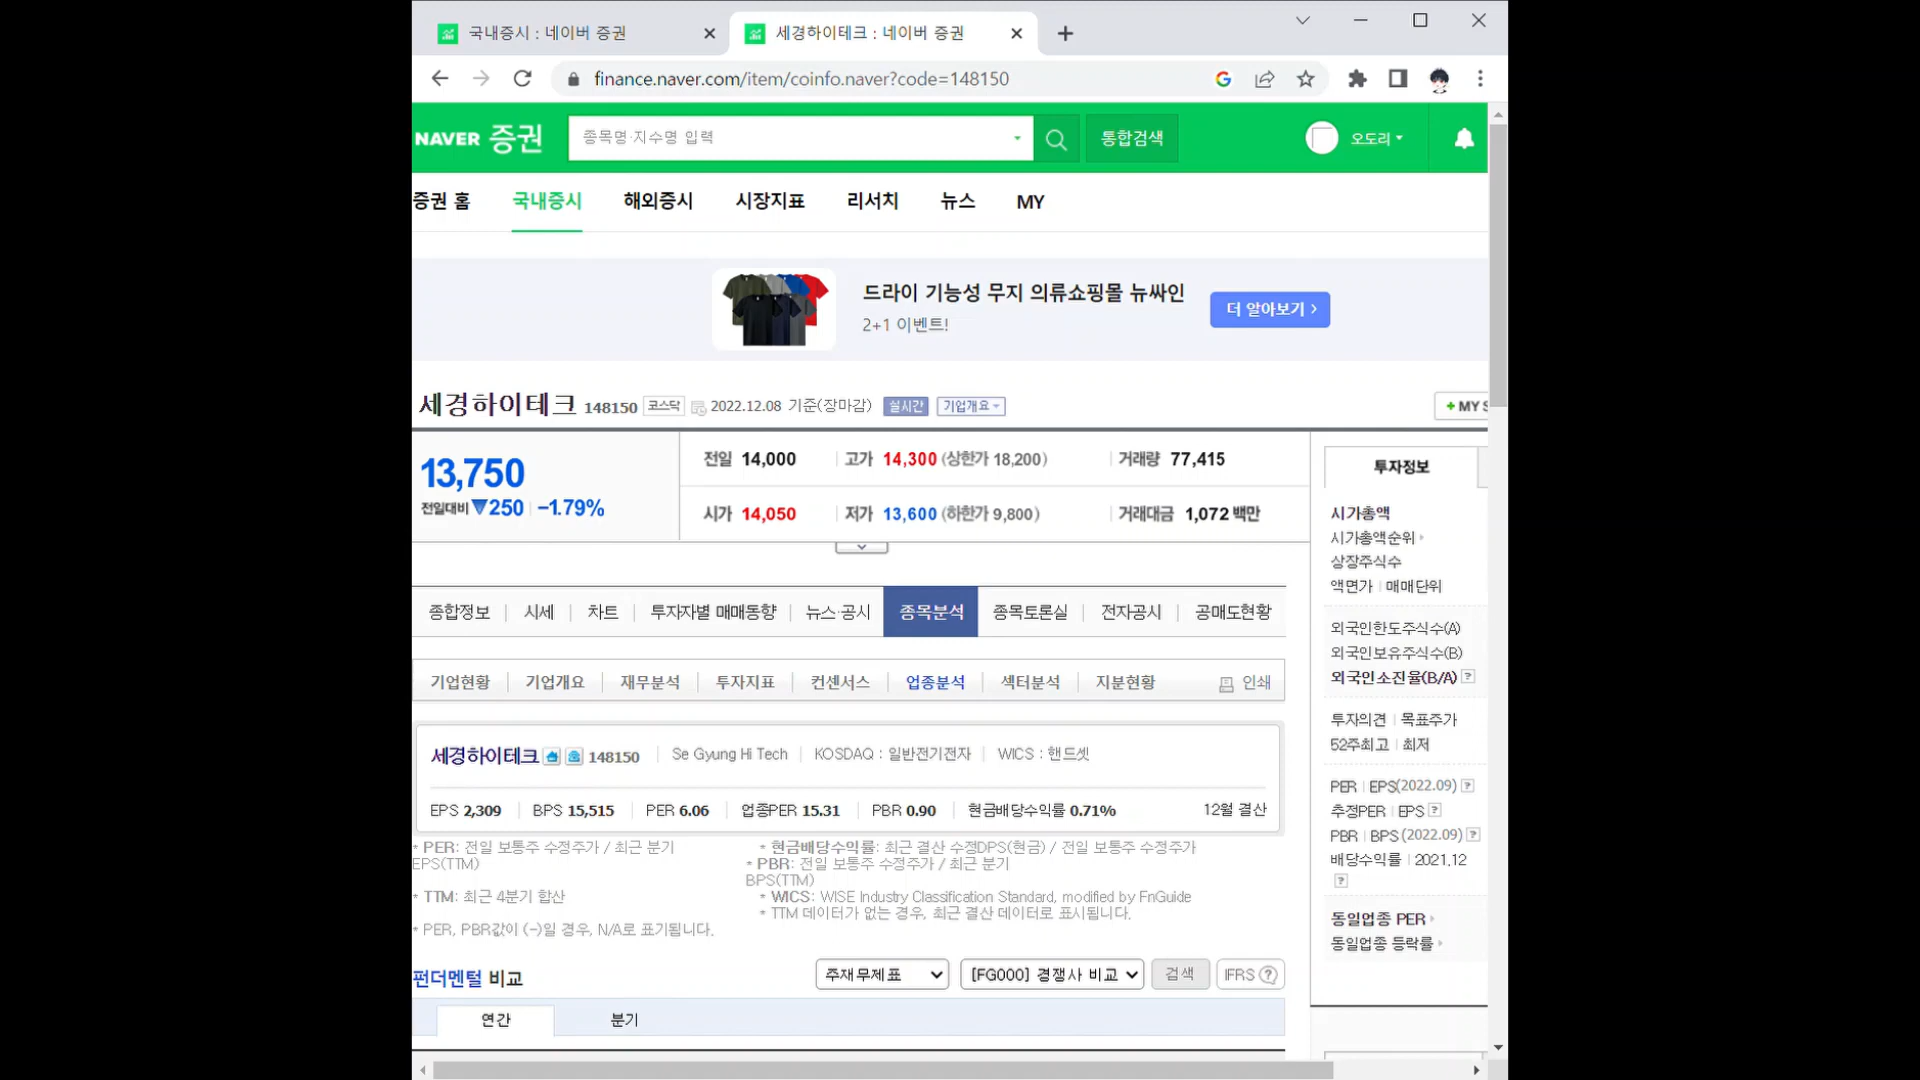 국내증시 : 네이버 증권
세경하이테크 : 네이버 증권
finance.naver.com/item/coinfo.naver?code=148150
NAVER 증권
종목명·지수명 입력
통합검색
오도리
증권 홈 국내증시 해외증시 시장지표 리서치 뉴스 MY
드라이 기능성 무지 의류쇼핑몰 뉴싸인
2+1 이벤트!
더 알아보기 >
세경하이테크 148150 코스닥 2022.12.08 기준(장마감) 실시간 기업개요
+ MY S
13,750
전일대비 ▼250 | -1.79%
전일 14,000 | 고가 14,300 (상한가 18,200) | 거래량 77,415
시가 14,050 | 저가 13,600 (하한가 9,800) | 거래대금 1,072 백만
투자정보
시가총액
시가총액순위
상장주식수
액면가 | 매매단위
외국인한도주식수(A)
외국인보유주식수(B)
외국인소진율(B/A) ?
투자의견 | 목표주가
52주최고 | 최저
PER | EPS(2022.09) ?
추정PER | EPS ?
PBR | BPS (2022.09) ?
배당수익률 | 2021.12
?
동일업종 PER
동일업종 등락률
종합정보 | 시세 | 차트 | 투자자별 매매동향 | 뉴스·공시 종목분석 종목토론실 | 전자공시 | 공매도현황
기업현황 | 기업개요 | 재무분석 | 투자지표 | 컨센서스 | 업종분석 | 섹터분석 | 지분현황 인쇄
세경하이테크 148150 | Se Gyung Hi Tech | KOSDAQ : 일반전기전자 | WICS : 핸드셋
EPS 2,309 | BPS 15,515 | PER 6.06 | 업종PER 15.31 | PBR 0.90 | 현금배당수익률 0.71% 12월 결산
* PER: 전일 보통주 수정주가 / 최근 분기
EPS(TTM)
* TTM: 최근 4분기 합산
* PER, PBR값이 (-)일 경우, N/A로 표기됩니다.
* 현금배당수익률: 최근 결산 수정DPS(현금) / 전일 보통주 수정주가
* PBR: 전일 보통주 수정주가 / 최근 분기
BPS(TTM)
* WICS: WISE Industry Classification Standard, modified by FnGuide
* TTM 데이터가 없는 경우, 최근 결산 데이터로 표시됩니다.
펀더멘털 비교
주재무제표 [FG000] 경쟁사 비교 검색 IFRS ?
연간 분기